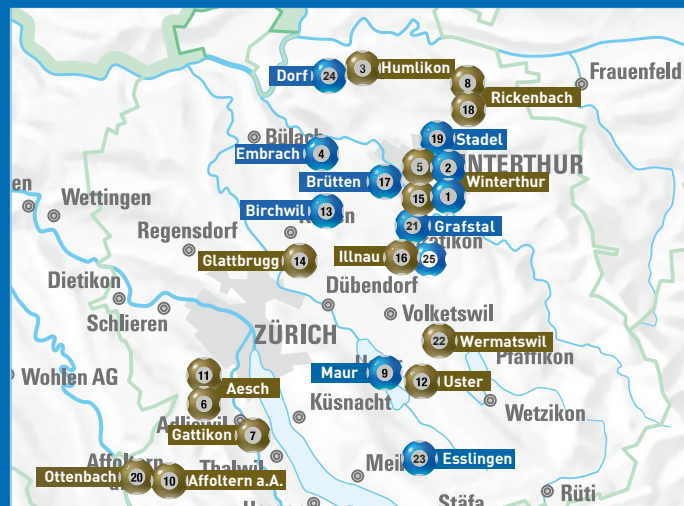 Dorf 24
3 Humlikon
8
Rickenbach
18
Frauenfeld
Bülach
19 Stadel
Embrach 4
5 2
WINTERTHUR
Brütten 17
Winterthur
15 1
Wettingen
Birchwil 13
21 Grafstal
Regensdorf
Glattbrugg 14
Illnau 16 25
Dietikon
Dübendorf
Schlieren
Volketswil
ZÜRICH
22 Wermatswil
Pfäffikon
Wohlen AG
11
Aesch
6
Maur 9
12 Uster
Küsnacht
Wetzikon
Adliswil
Gattikon 7
Thalwil
23 Esslingen
Affoltern
Ottenbach 20 10 Affoltern a.A.
Stäfa
Rüti